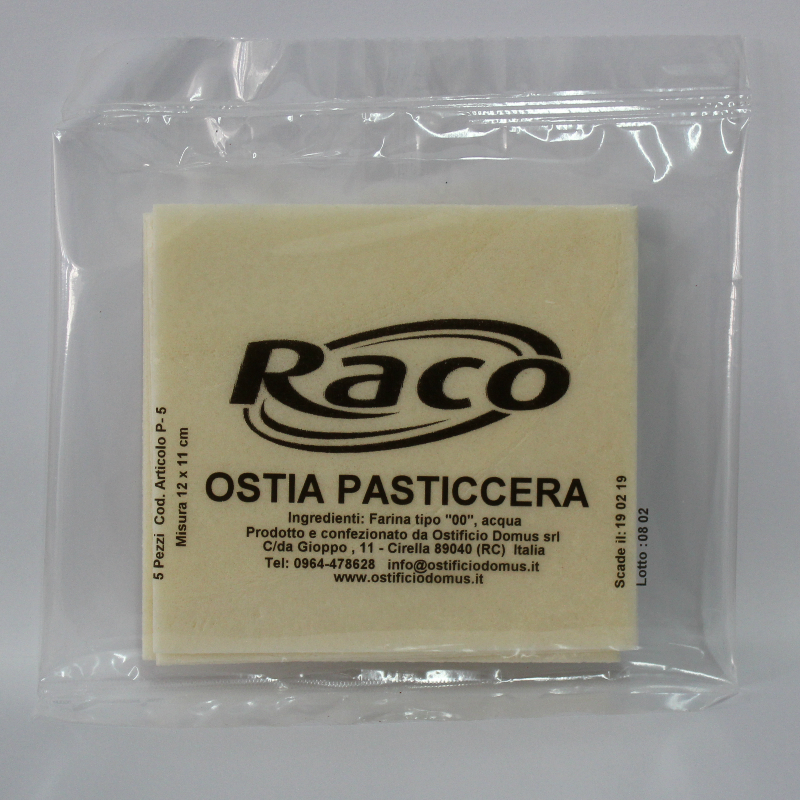 Raco
OSTIA PASTICCERA
Ingredienti: Farina tipo "00", acqua
Prodotto e confezionato da Ostificio Domus srl
C/da Gioppo , 11 - Cirella 89040 (RC) Italia
Tel: 0964-478628 info@ostificiodomus.it
www.ostificiodomus.it
5 Pezzi Cod. Articolo P- 5
Misura 12 x 11 cm
Scade il: 19 02 19
Lotto :08 02